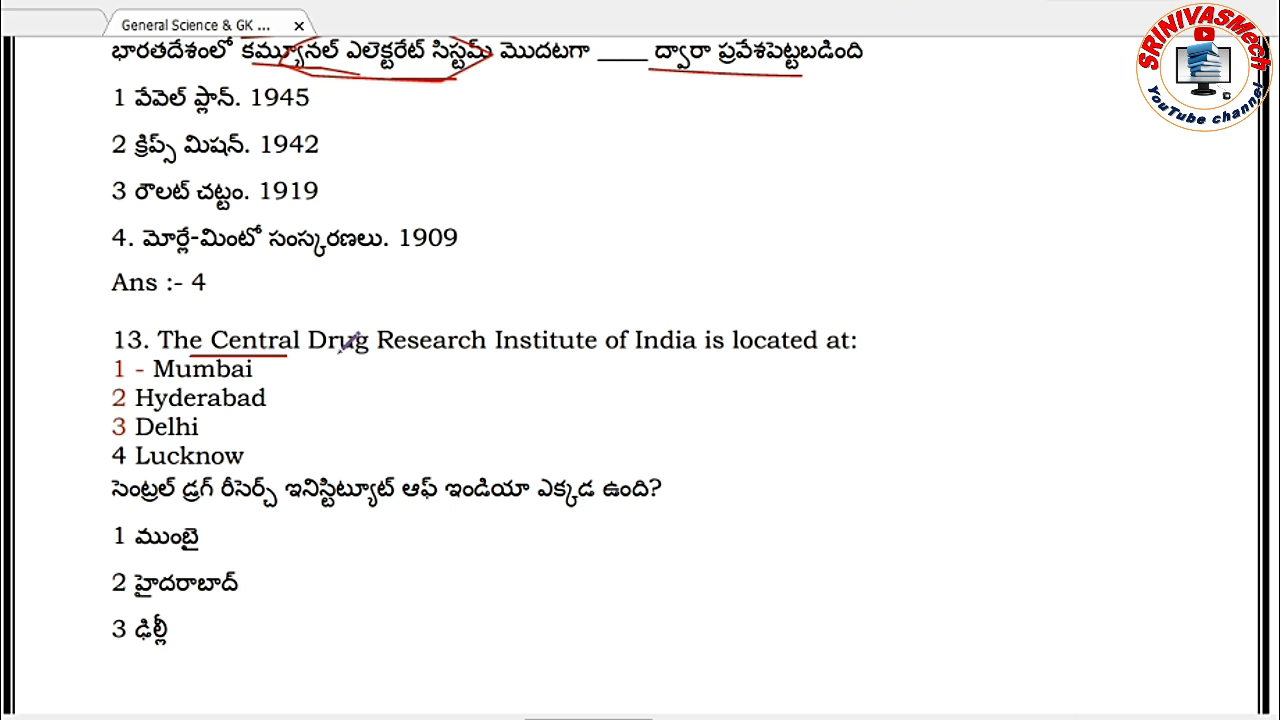 General Science & GK ...
SRINIVASMech
YouTube channel
భారతదేశంలో కమ్యూనల్ ఎలెక్టరేట్ సిస్టమ్ మొదటగా ____ ద్వారా ప్రవేశపెట్టబడింది
1 వేవెల్ ప్లాన్. 1945
2 క్రిప్స్ మిషన్. 1942
3 రౌలట్ చట్టం. 1919
4. మోర్లే-మింటో సంస్కరణలు. 1909
Ans :- 4
13. The Central Drug Research Institute of India is located at:
1 - Mumbai
2 Hyderabad
3 Delhi
4 Lucknow
సెంట్రల్ డ్రగ్ రీసెర్చ్ ఇనిస్టిట్యూట్ ఆఫ్ ఇండియా ఎక్కడ ఉంది?
1 ముంబై
2 హైదరాబాద్
3 ఢిల్లీ